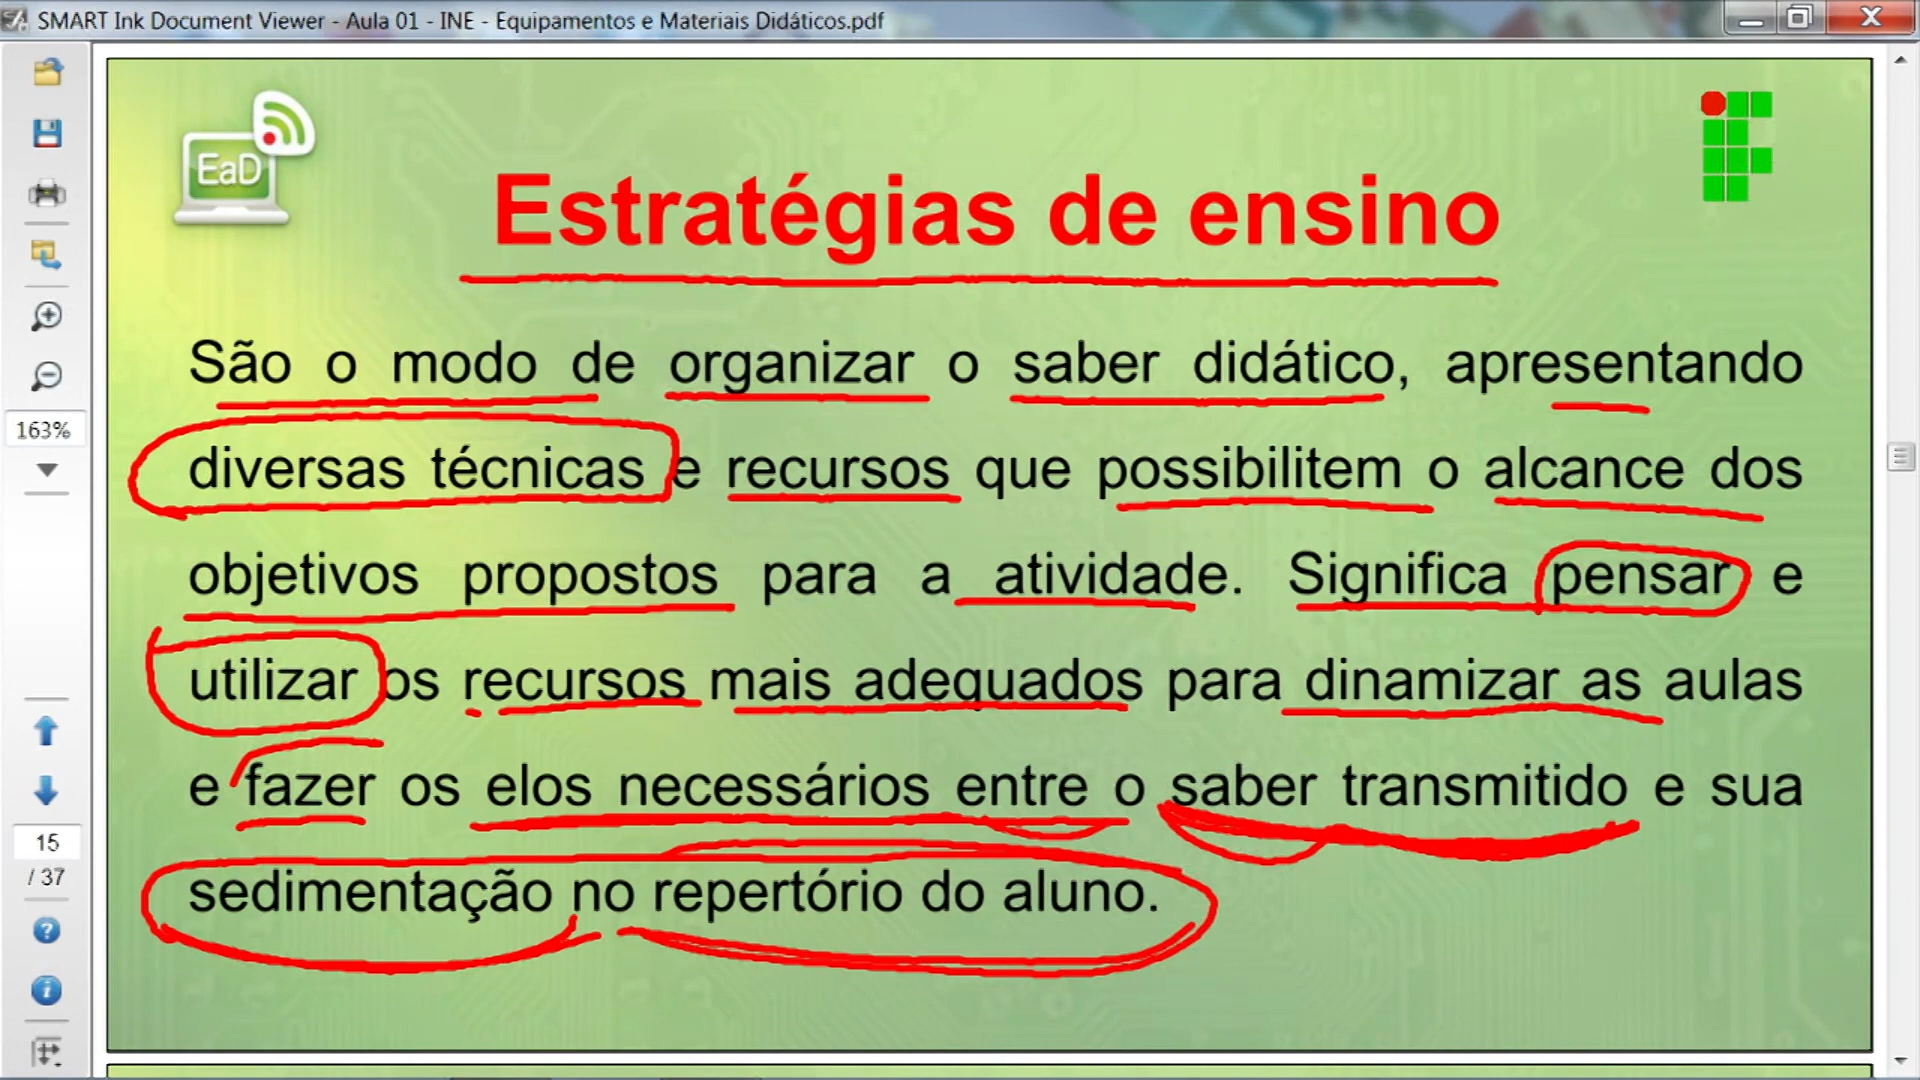 SMART Ink Document Viewer - Aula 01 - INE - Equipamentos e Materiais Didáticos.pdf
EaD
Estratégias de ensino
São o modo de organizar o saber didático, apresentando
diversas técnicas e recursos que possibilitem o alcance dos
objetivos propostos para a atividade. Significa pensar e
utilizar os recursos mais adequados para dinamizar as aulas
e fazer os elos necessários entre o saber transmitido e sua
sedimentação no repertório do aluno.
163%
15
/ 37